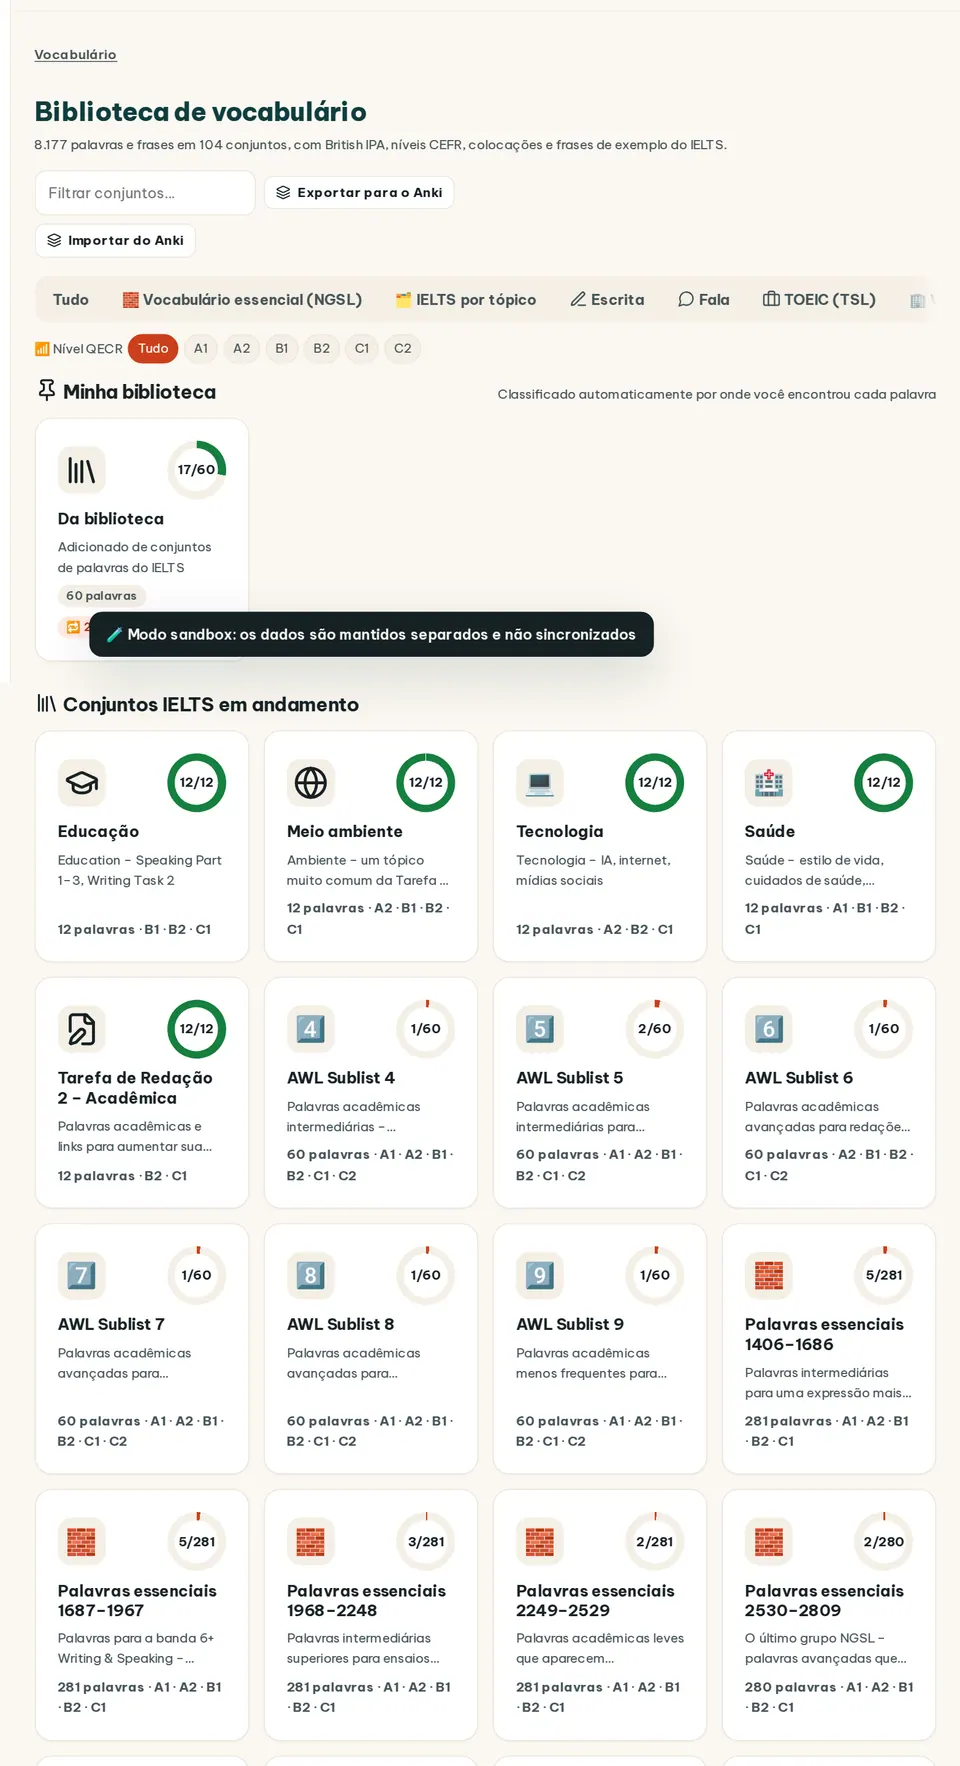 Vocabulário
Biblioteca de vocabulário
8.177 palavras e frases em 104 conjuntos, com British IPA, níveis CEFR, colocações e frases de exemplo do IELTS.
Filtrar conjuntos...
Exportar para o Anki
Importar do Anki
Tudo
Vocabulário essencial (NGSL)
IELTS por tópico
Escrita
Fala
TOEIC (TSL)
Nível QECR
Tudo
A1
A2
B1
B2
C1
C2
Minha biblioteca
Classificado automaticamente por onde você encontrou cada palavra
17/60
Da biblioteca
Adicionado de conjuntos
de palavras do IELTS
60 palavras
2
Modo sandbox: os dados são mantidos separados e não sincronizados
Conjuntos IELTS em andamento
12/12
Educação
Education – Speaking Part
1–3, Writing Task 2
12 palavras · B1 · B2 · C1
12/12
Meio ambiente
Ambiente – um tópico
muito comum da Tarefa ...
12 palavras · A2 · B1 · B2 ·
C1
12/12
Tecnologia
Tecnologia – IA, internet,
mídias sociais
12 palavras · A2 · B2 · C1
12/12
Saúde
Saúde – estilo de vida,
cuidados de saúde,...
12 palavras · A1 · B1 · B2 ·
C1
12/12
Tarefa de Redação
2 – Acadêmica
Palavras acadêmicas e
links para aumentar sua...
12 palavras · B2 · C1
4
1/60
AWL Sublist 4
Palavras acadêmicas
intermediárias –...
60 palavras · A1 · A2 · B1 ·
B2 · C1 · C2
5
2/60
AWL Sublist 5
Palavras acadêmicas
intermediárias para...
60 palavras · A1 · A2 · B1 ·
B2 · C1 · C2
6
1/60
AWL Sublist 6
Palavras acadêmicas
avançadas para redaçõe...
60 palavras · A2 · B1 · B2 ·
C1 · C2
7
1/60
AWL Sublist 7
Palavras acadêmicas
avançadas para...
60 palavras · A1 · A2 · B1 ·
B2 · C1 · C2
8
1/60
AWL Sublist 8
Palavras acadêmicas
avançadas para...
60 palavras · A1 · A2 · B1 ·
B2 · C1 · C2
9
1/60
AWL Sublist 9
Palavras acadêmicas
menos frequentes para...
60 palavras · A1 · A2 · B1 ·
B2 · C1 · C2
5/281
Palavras essenciais
1406–1686
Palavras intermediárias
para uma expressão mais...
281 palavras · A1 · A2 · B1
· B2 · C1
5/281
Palavras essenciais
1687–1967
Palavras para a banda 6+
Writing & Speaking –...
281 palavras · A1 · A2 · B1
· B2 · C1
3/281
Palavras essenciais
1968–2248
Palavras intermediárias
superiores para ensaios...
281 palavras · A1 · A2 · B1
· B2 · C1
2/281
Palavras essenciais
2249–2529
Palavras acadêmicas leves
que aparecem...
281 palavras · A1 · A2 · B1
· B2 · C1
2/280
Palavras essenciais
2530–2809
O último grupo NGSL –
palavras avançadas que...
280 palavras · A1 · A2 · B1
· B2 · C1